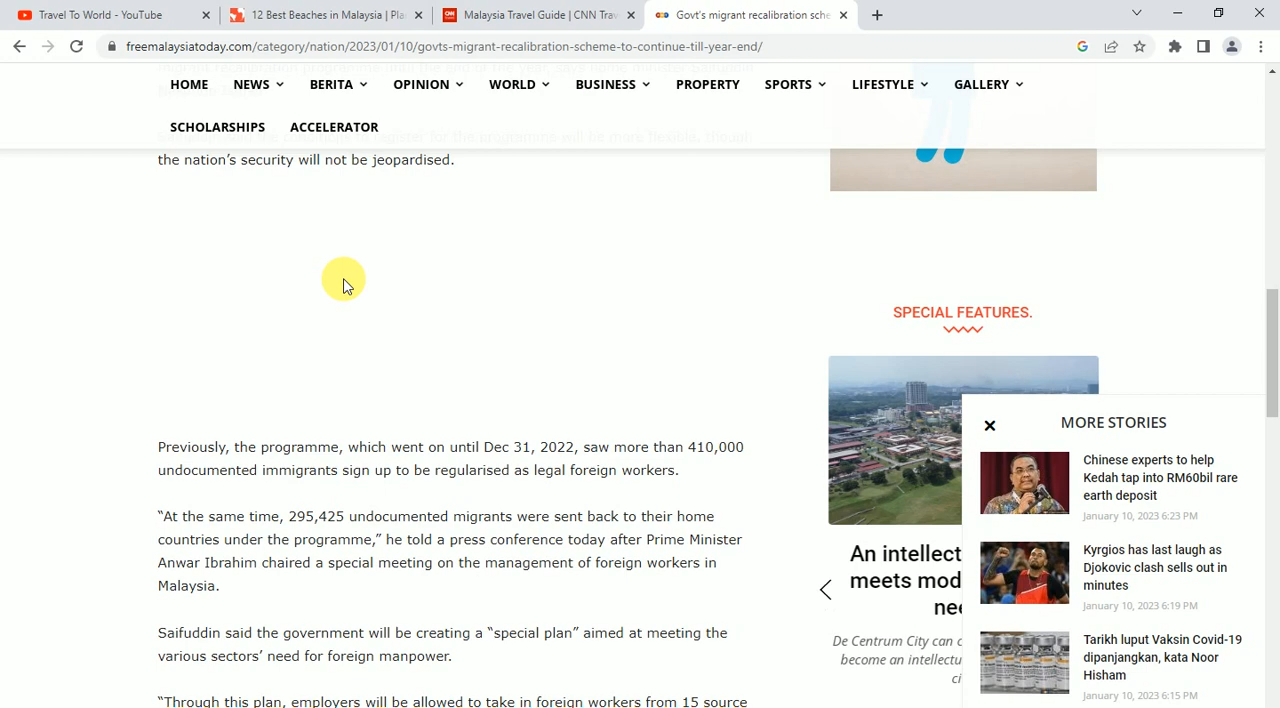 Travel To World - YouTube
12 Best Beaches in Malaysia | Pla
Malaysia Travel Guide | CNN Trav
Govt's migrant recalibration sche
freemalaysiatoday.com/category/nation/2023/01/10/govts-migrant-recalibration-scheme-to-continue-till-year-end/
HOME NEWS BERITA OPINION WORLD BUSINESS PROPERTY SPORTS LIFESTYLE GALLERY
SCHOLARSHIPS ACCELERATOR
for the programme will be more flexible, though
the nation’s security will not be jeopardised.
Previously, the programme, which went on until Dec 31, 2022, saw more than 410,000
undocumented immigrants sign up to be regularised as legal foreign workers.
“At the same time, 295,425 undocumented migrants were sent back to their home
countries under the programme,” he told a press conference today after Prime Minister
Anwar Ibrahim chaired a special meeting on the management of foreign workers in
Malaysia.
Saifuddin said the government will be creating a “special plan” aimed at meeting the
various sectors’ need for foreign manpower.
“Through this plan, employers will be allowed to take in foreign workers from 15 source
SPECIAL FEATURES.
An intellect
meets mod
nee
De Centrum City can c
become an intellectu
ci
MORE STORIES
Chinese experts to help
Kedah tap into RM60bil rare
earth deposit
January 10, 2023 6:23 PM
Kyrgios has last laugh as
Djokovic clash sells out in
minutes
January 10, 2023 6:19 PM
Tarikh luput Vaksin Covid-19
dipanjangkan, kata Noor
Hisham
January 10, 2023 6:15 PM